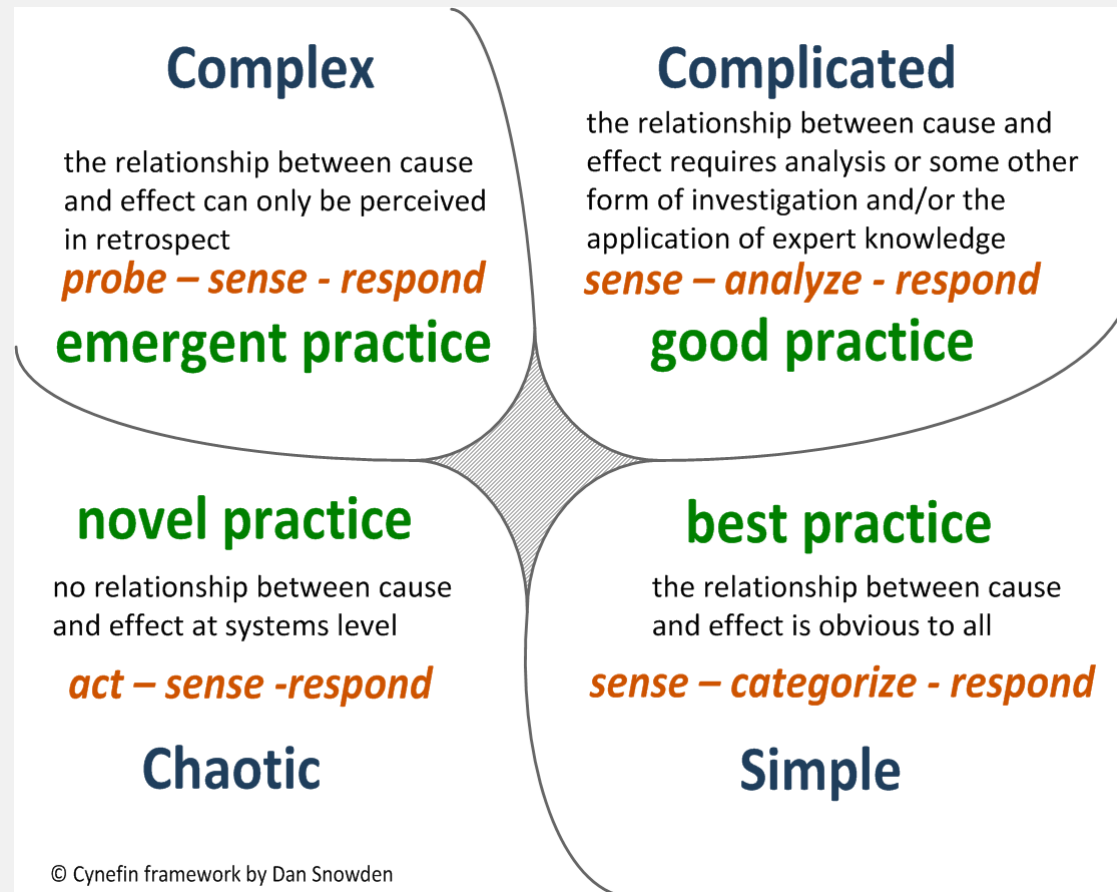 Complex
the relationship between cause
and effect can only be perceived
in retrospect
probe – sense - respond
emergent practice
Complicated
the relationship between cause and
effect requires analysis or some other
form of investigation and/or the
application of expert knowledge
sense – analyze - respond
good practice
novel practice
no relationship between cause
and effect at systems level
act – sense -respond
Chaotic
best practice
the relationship between cause
and effect is obvious to all
sense – categorize - respond
Simple
© Cynefin framework by Dan Snowden